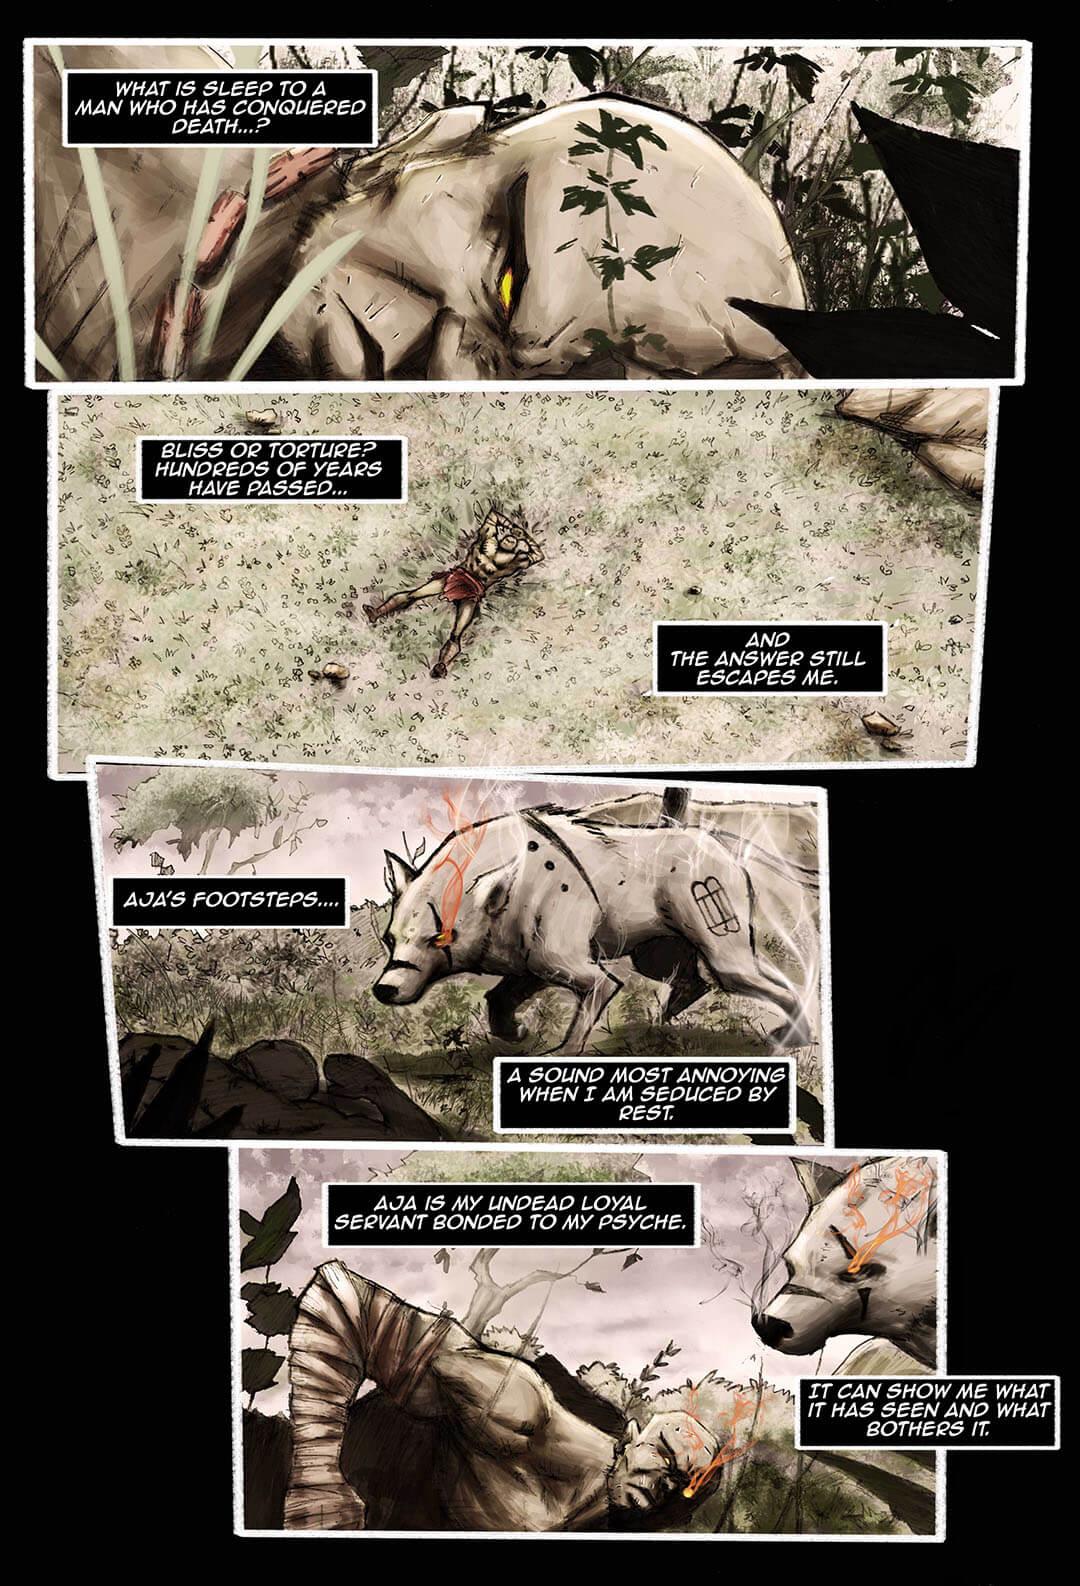 WHAT IS SLEEP TO A
MAN WHO HAS CONQUERED
DEATH...?
BLISS OR TORTURE?
HUNDREDS OF YEARS
HAVE PASSED...
AND
THE ANSWER STILL
ESCAPES ME.
AJA'S FOOTSTEPS....
A SOUND MOST ANNOYING
WHEN I AM SEDUCED BY
REST.
AJA IS MY UNDEAD LOYAL
SERVANT BONDED TO MY PSYCHE.
IT CAN SHOW ME WHAT
IT HAS SEEN AND WHAT
BOTHERS IT.